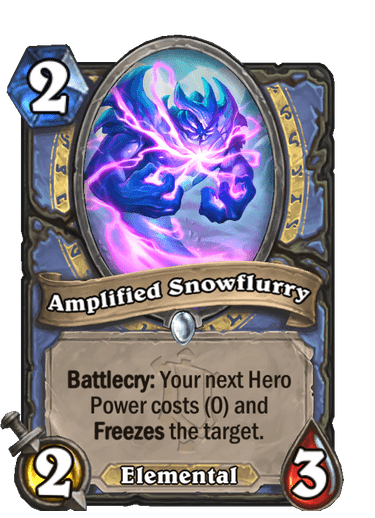 2
Amplified Snowflurry
Battlecry: Your next Hero
Power costs (0) and
Freezes the target.
2
Elemental
3